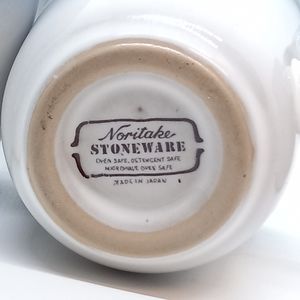 Noritake
STONEWARE
OVEN SAFE, DETERGENT SAFE
MICROWAVE OVEN SAFE
MADE IN JAPAN